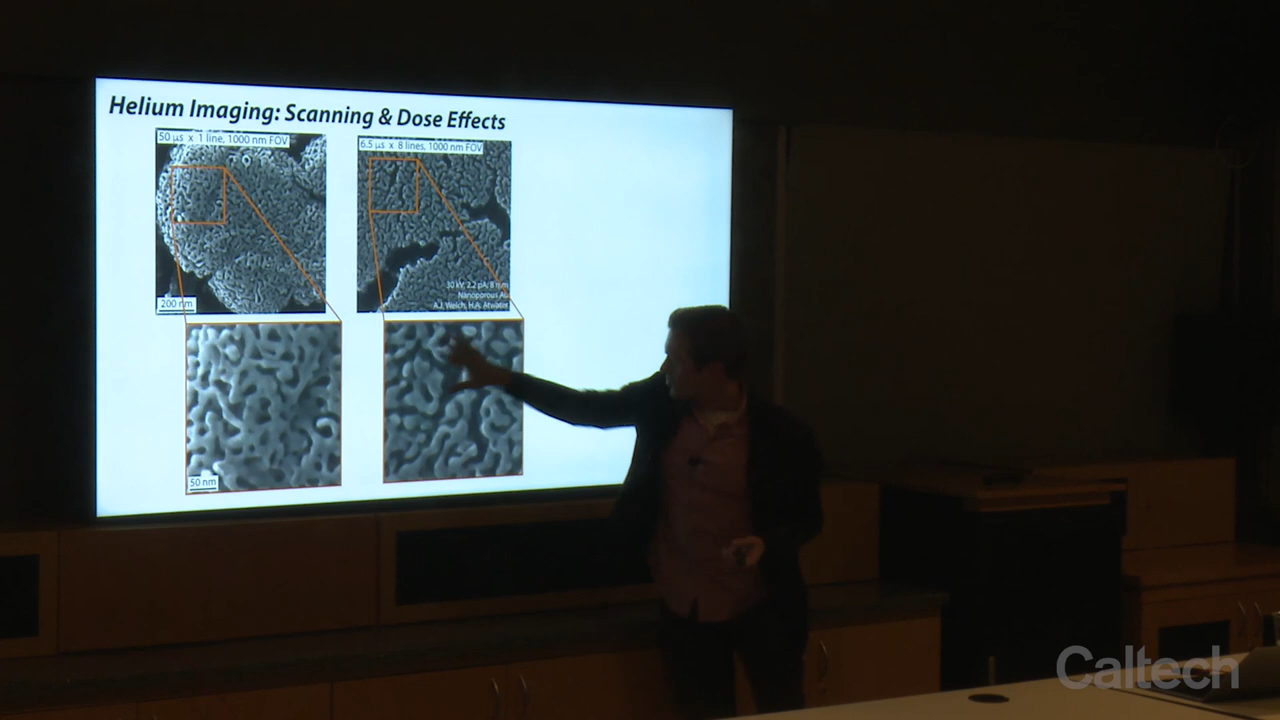 Helium Imaging: Scanning & Dose Effects
50 µs x 1 line, 1000 nm FOV
6.5 µs x 8 lines, 1000 nm FOV
30 kV, 2.2 pA, 8 mm
Nanoporous Au
A.J. Welch, H.A. Atwater
200 nm
50 nm
Caltech